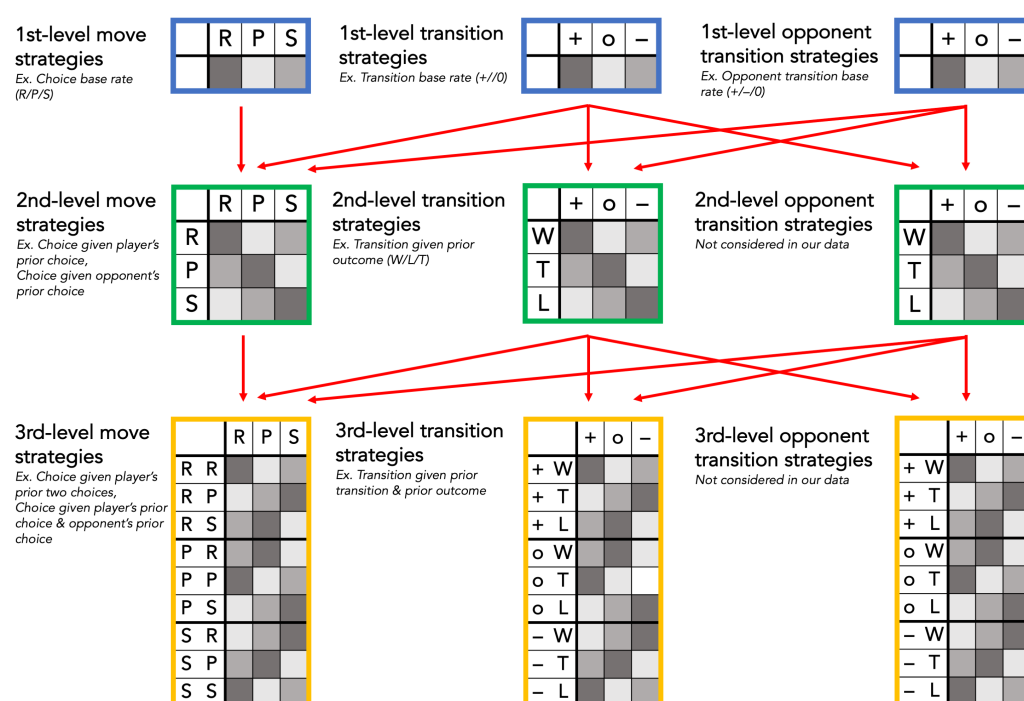 1st-level move
strategies
Ex. Choice base rate
(R/P/S)
R P S
1st-level transition
strategies
Ex. Transition base rate (+//0)
+ o –
1st-level opponent
transition strategies
Ex. Opponent transition base
rate (+/–/0)
+ o –
2nd-level move
strategies
Ex. Choice given player's
prior choice,
Choice given opponent's
prior choice
R P S
R
P
S
2nd-level transition
strategies
Ex. Transition given prior
outcome (W/L/T)
+ o –
W
T
L
2nd-level opponent
transition strategies
Not considered in our data
+ o –
W
T
L
3rd-level move
strategies
Ex. Choice given player's
prior two choices,
Choice given player's prior
choice & opponent's prior
choice
R P S
R R
R P
R S
P R
P P
P S
S R
S P
S S
3rd-level transition
strategies
Ex. Transition given prior
transition & prior outcome
+ o –
+ W
+ T
+ L
o W
o T
o L
– W
– T
– L
3rd-level opponent
transition strategies
Not considered in our data
+ o –
+ W
+ T
+ L
o W
o T
o L
– W
– T
– L